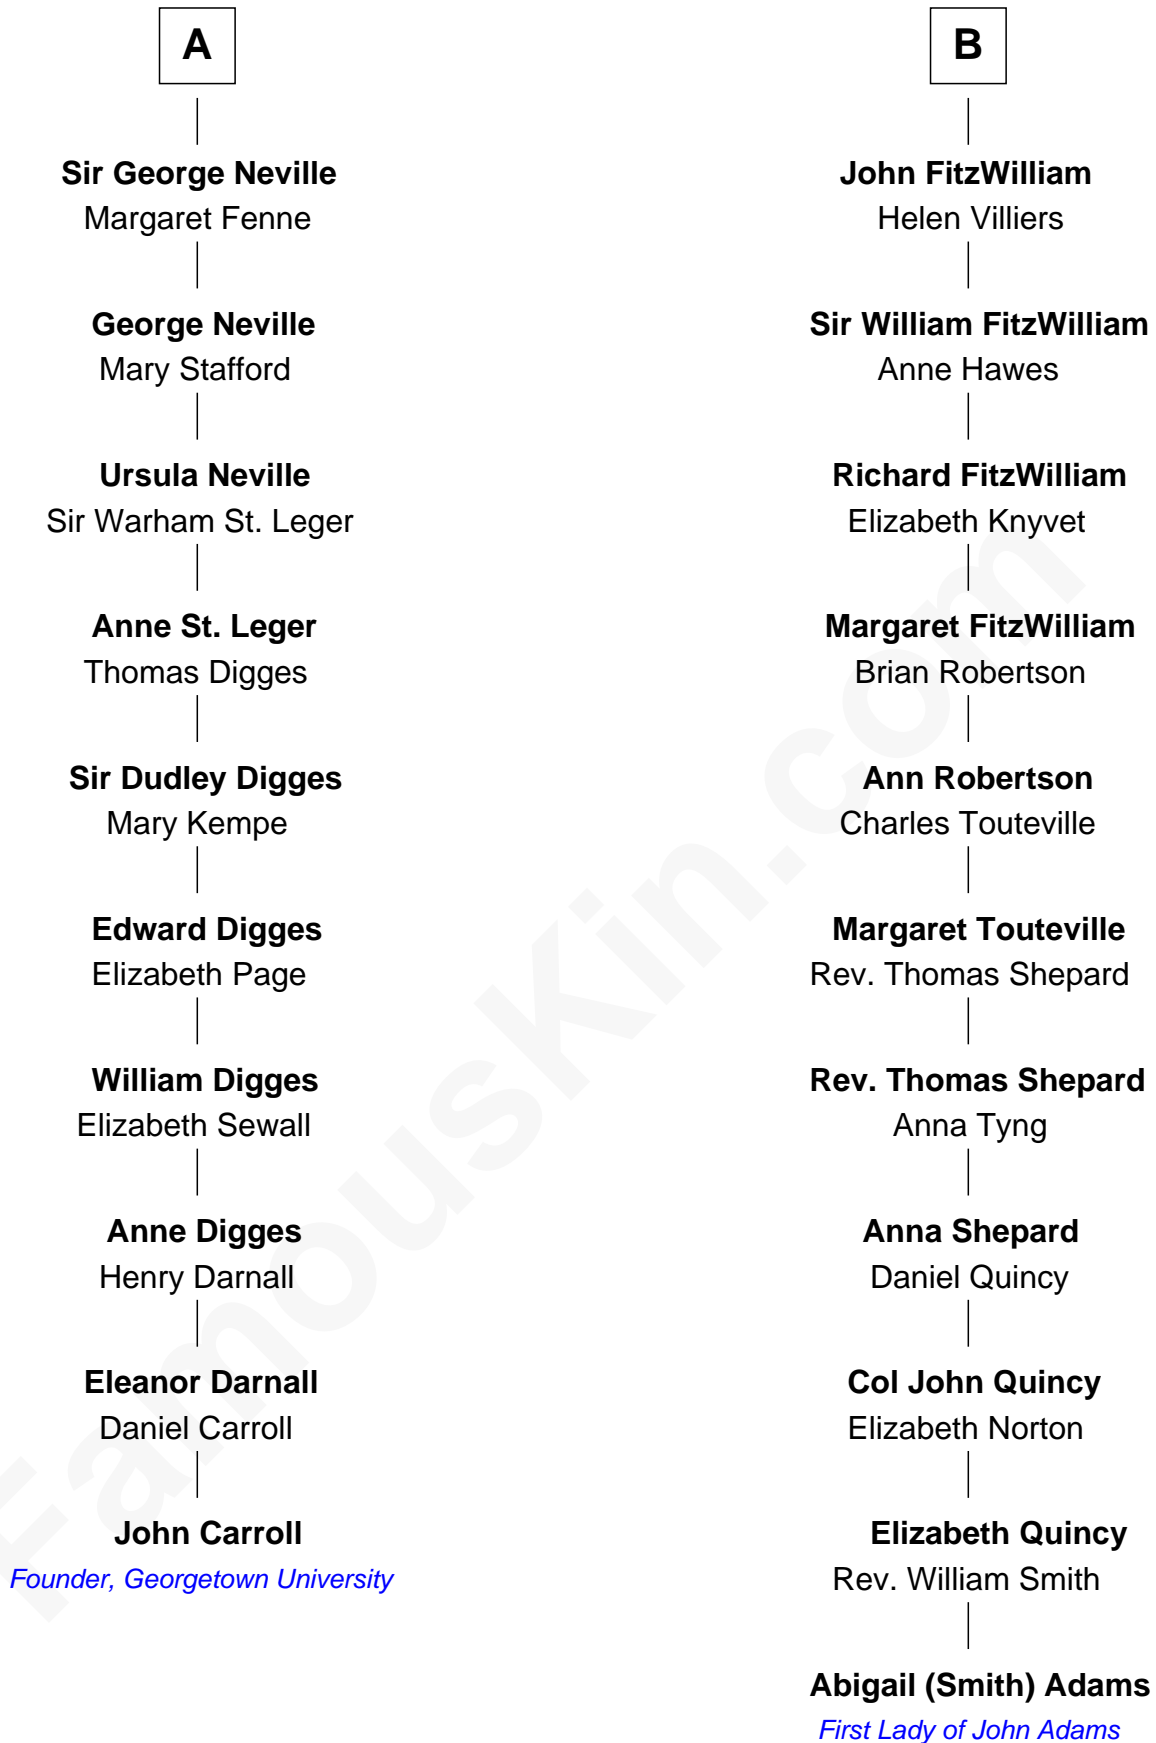 A
Sir George Neville
Margaret Fenne
George Neville
Mary Stafford
Ursula Neville
Sir Warham St. Leger
Anne St. Leger
Thomas Digges
Sir Dudley Digges
Mary Kempe
Edward Digges
Elizabeth Page
William Digges
Elizabeth Sewall
Anne Digges
Henry Darnall
Eleanor Darnall
Daniel Carroll
John Carroll
Founder, Georgetown University
B
John FitzWilliam
Helen Villiers
Sir William FitzWilliam
Anne Hawes
Richard FitzWilliam
Elizabeth Knyvet
Margaret FitzWilliam
Brian Robertson
Ann Robertson
Charles Touteville
Margaret Touteville
Rev. Thomas Shepard
Rev. Thomas Shepard
Anna Tyng
Anna Shepard
Daniel Quincy
Col John Quincy
Elizabeth Norton
Elizabeth Quincy
Rev. William Smith
Abigail (Smith) Adams
First Lady of John Adams
FamousKin.com